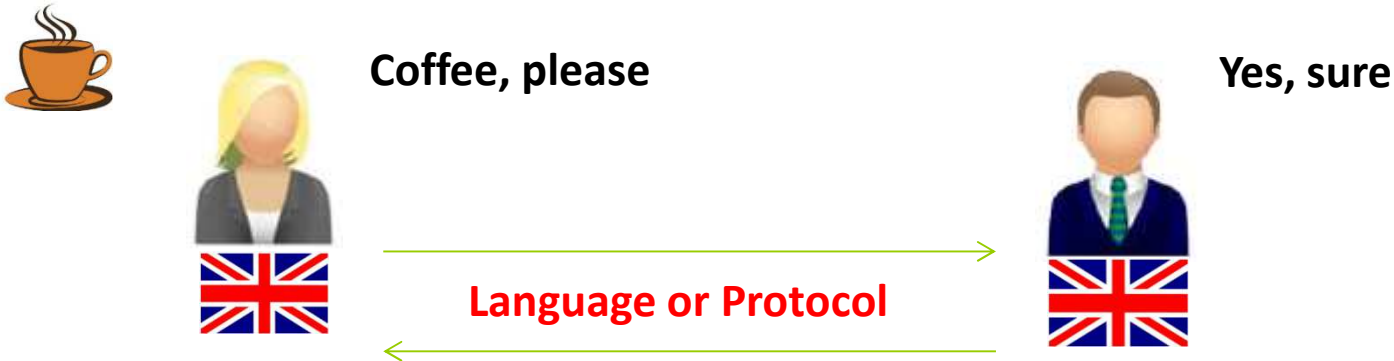 Coffee, please
Yes, sure
Language or Protocol